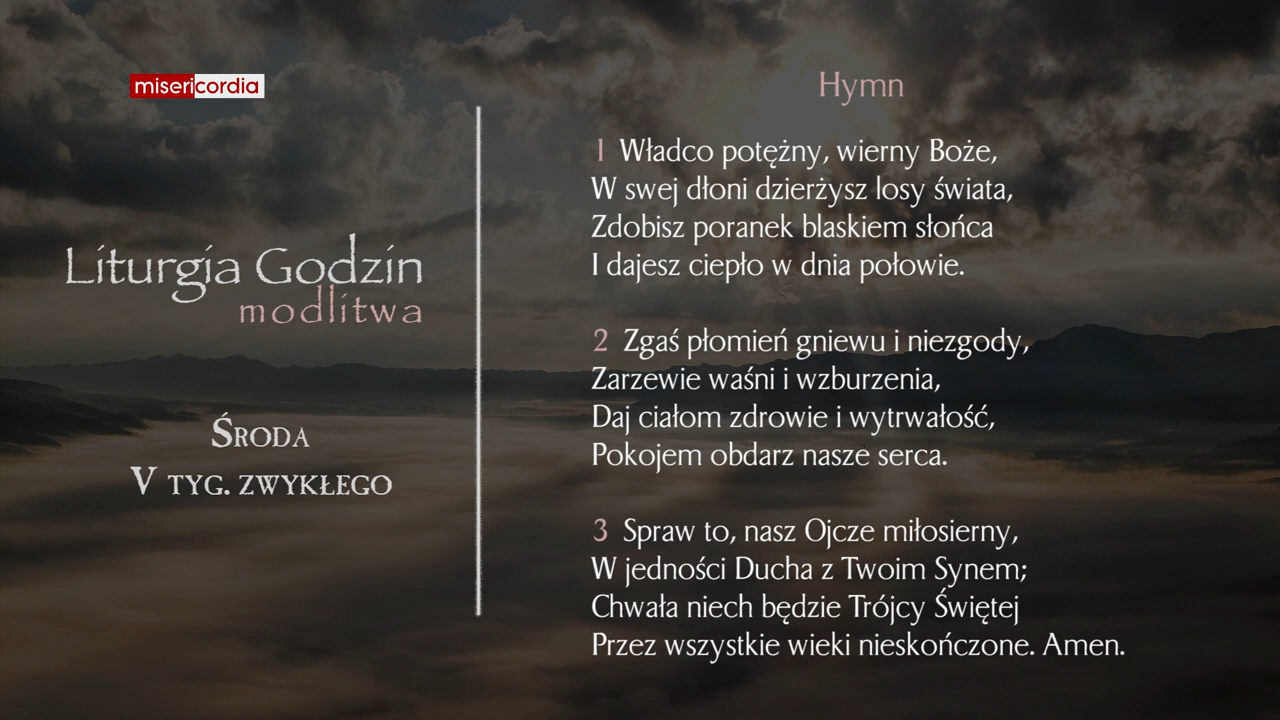 misericordia
Liturgia Godzin
modlitwa
Środa
V tyg. zwykłego
Hymn
1 Władco potężny, wierny Boże,
W swej dłoni dzierżysz losy świata,
Zdobisz poranek blaskiem słońca
I dajesz ciepło w dnia połowie.
2 Zgaś płomień gniewu i niezgody,
Zarzewie waśni i wzburzenia,
Daj ciałom zdrowie i wytrwałość,
Pokojem obdarz nasze serca.
3 Spraw to, nasz Ojcze miłosierny,
W jedności Ducha z Twoim Synem;
Chwała niech będzie Trójcy Świętej
Przez wszystkie wieki nieskończone. Amen.